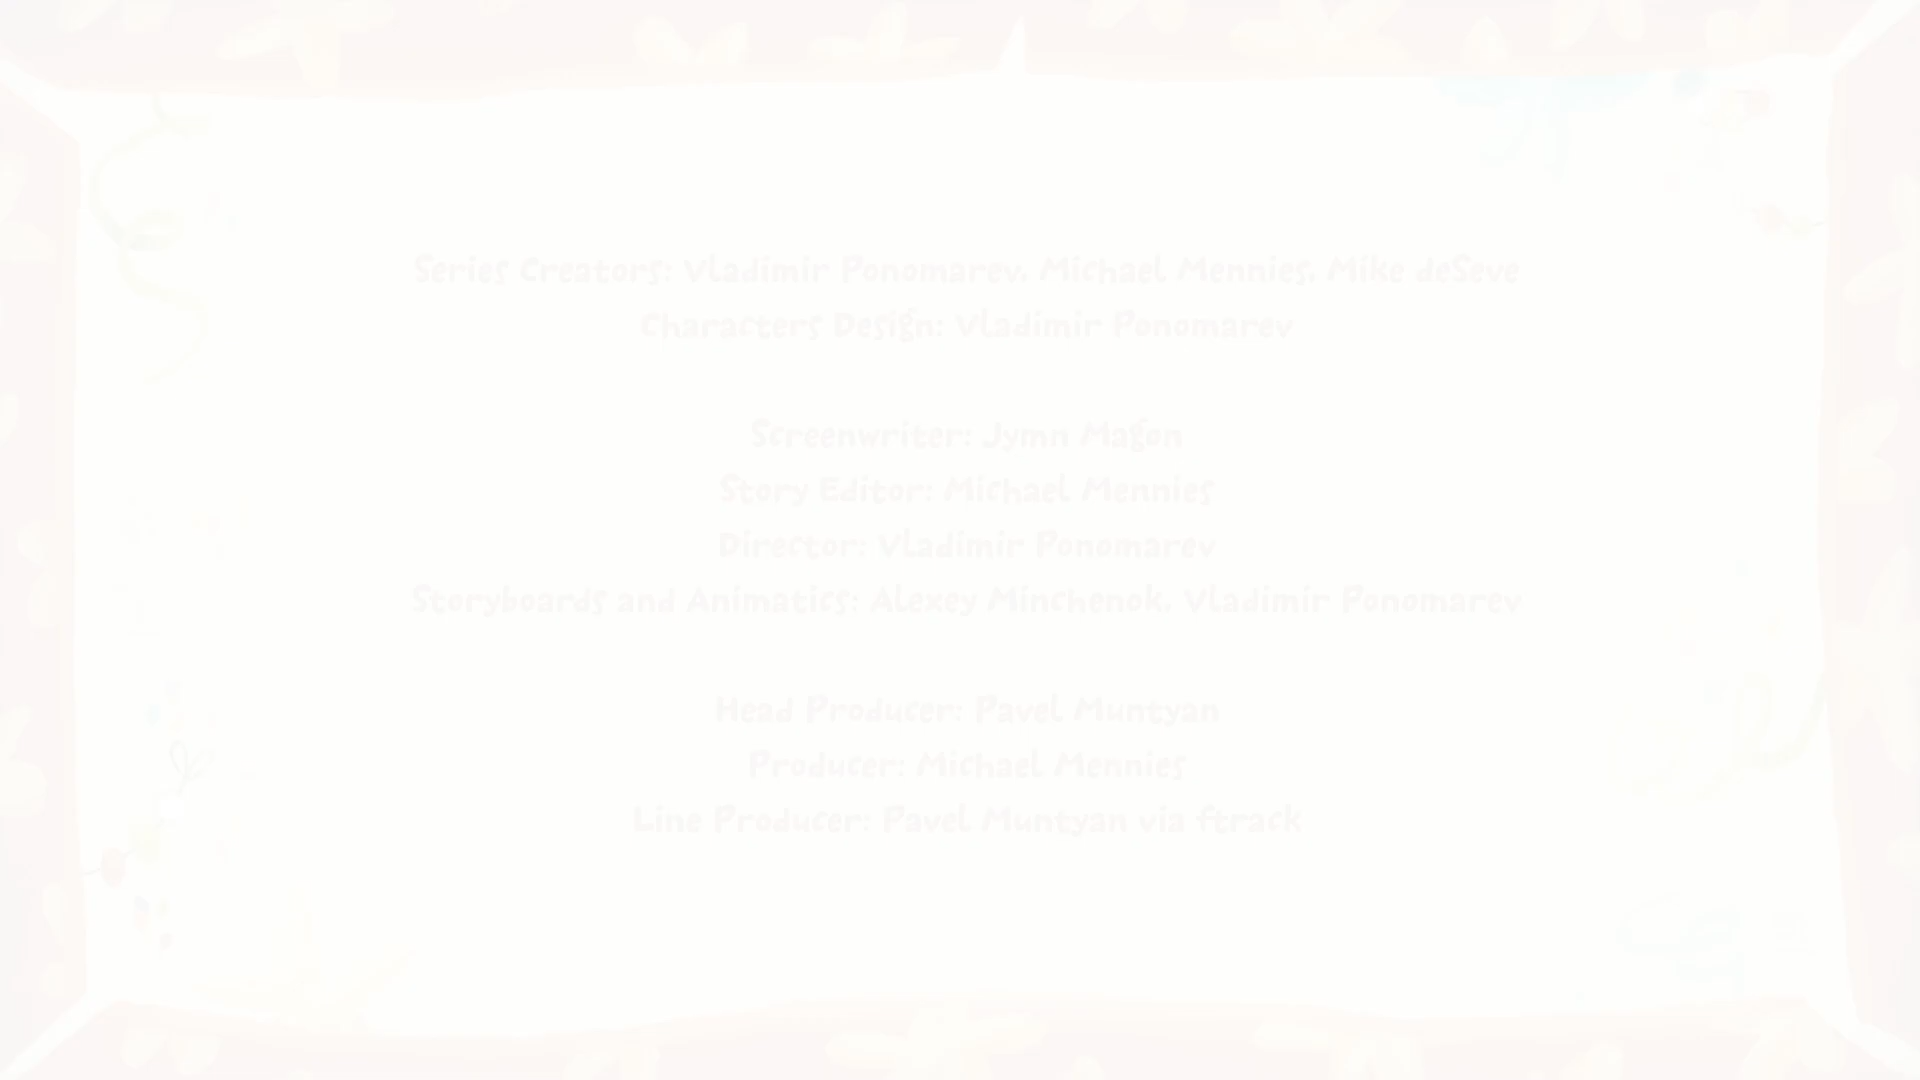 Series Creators: Vladimir Ponomarev, Michael Mennies, Mike deSeve
Characters Design: Vladimir Ponomarev
Screenwriter: Jymn Magon
Story Editor: Michael Mennies
Director: Vladimir Ponomarev
Storyboards and Animatics: Alexey Minchenok, Vladimir Ponomarev
Head Producer: Pavel Muntyan
Producer: Michael Mennies
Line Producer: Pavel Muntyan via ftrack